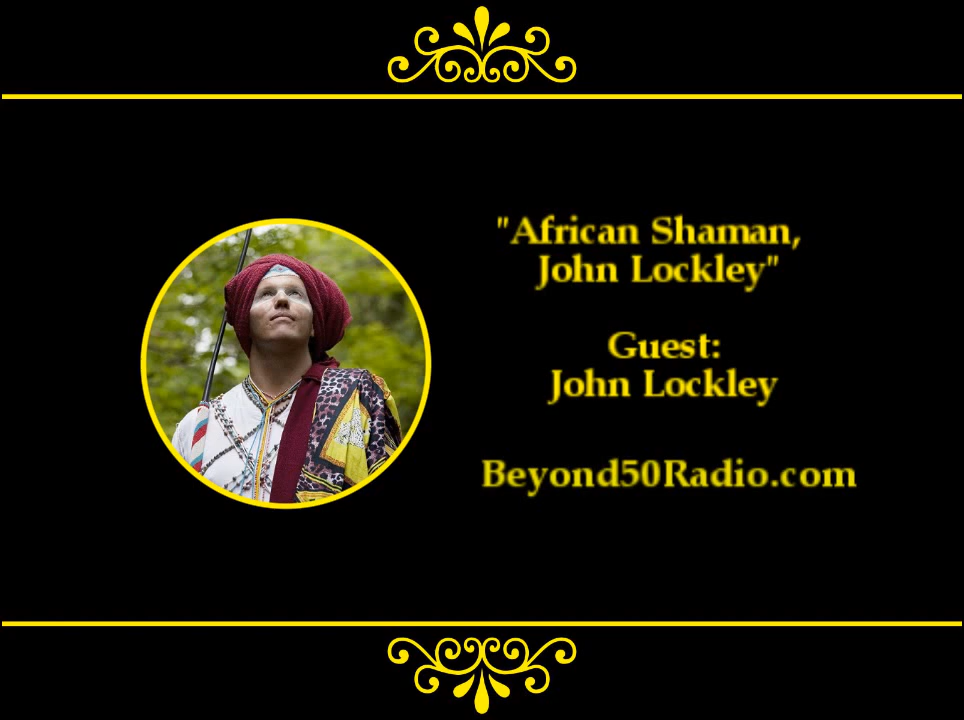 "African Shaman,
John Lockley"
Guest:
John Lockley
Beyond50Radio.com